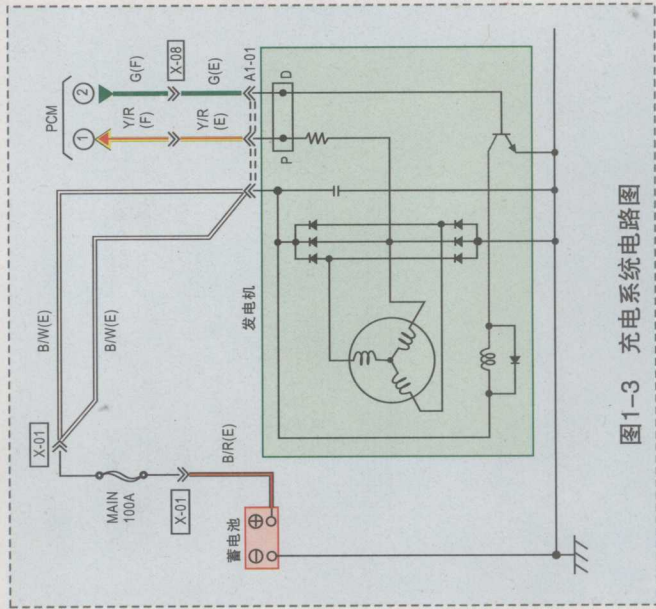 PCM
① ②
Y/R
(F)
G(F)
X-08
Y/R
(E)
G(E)
A1-01
B/W(E)
B/W(E)
X-01
MAIN
100A
X-01
B/R(E)
蓄电池
⊖ ⊕
发电机
P D
图1-3 充电系统电路图